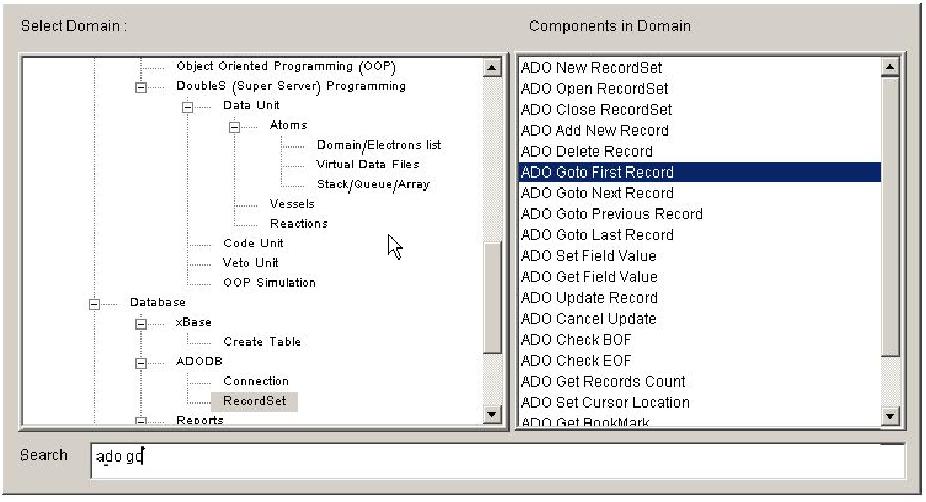 Select Domain :
Components in Domain
Object Oriented Programming (OOP)
DoubleS (Super Server) Programming
Data Unit
Atoms
Domain/Electrons list
Virtual Data Files
Stack/Queue/Array
Vessels
Reactions
Code Unit
Veto Unit
OOP Simulation
Database
xBase
Create Table
ADODB
Connection
RecordSet
Reports
ADO New RecordSet
ADO Open RecordSet
ADO Close RecordSet
ADO Add New Record
ADO Delete Record
ADO Goto First Record
ADO Goto Next Record
ADO Goto Previous Record
ADO Goto Last Record
ADO Set Field Value
ADO Get Field Value
ADO Update Record
ADO Cancel Update
ADO Check BOF
ADO Check EOF
ADO Get Records Count
ADO Set Cursor Location
ADO Get BookMark
Search
ado go